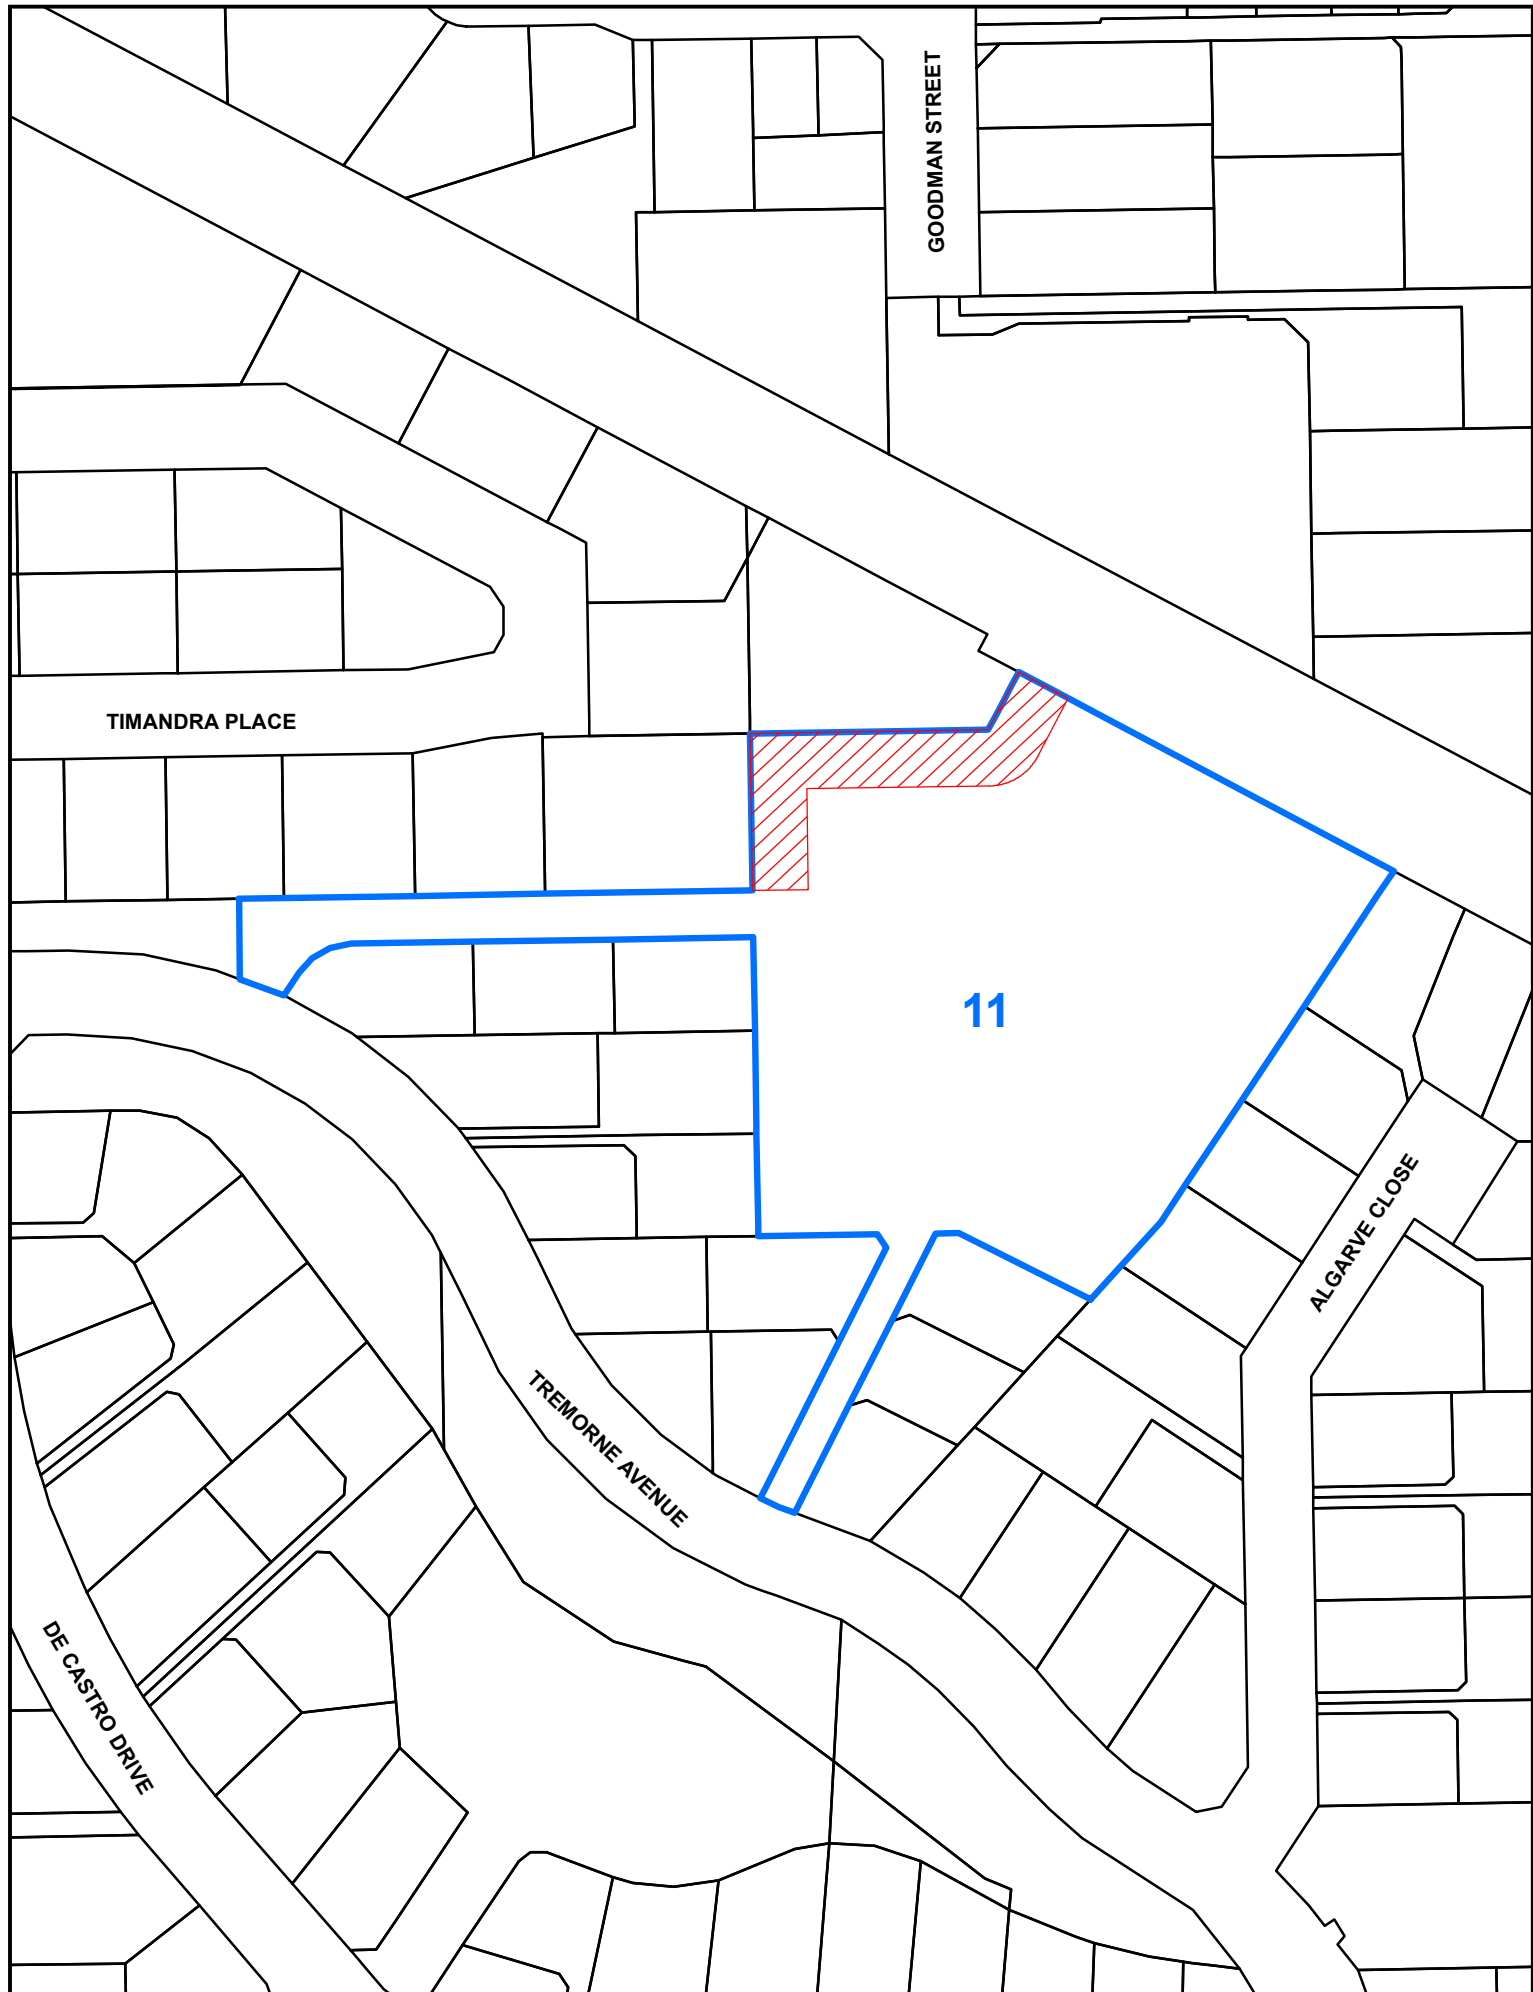 GOODMAN STREET
TIMANDRA PLACE
11
ALGARVE CLOSE
TREMORNE AVENUE
DE CASTRO DRIVE